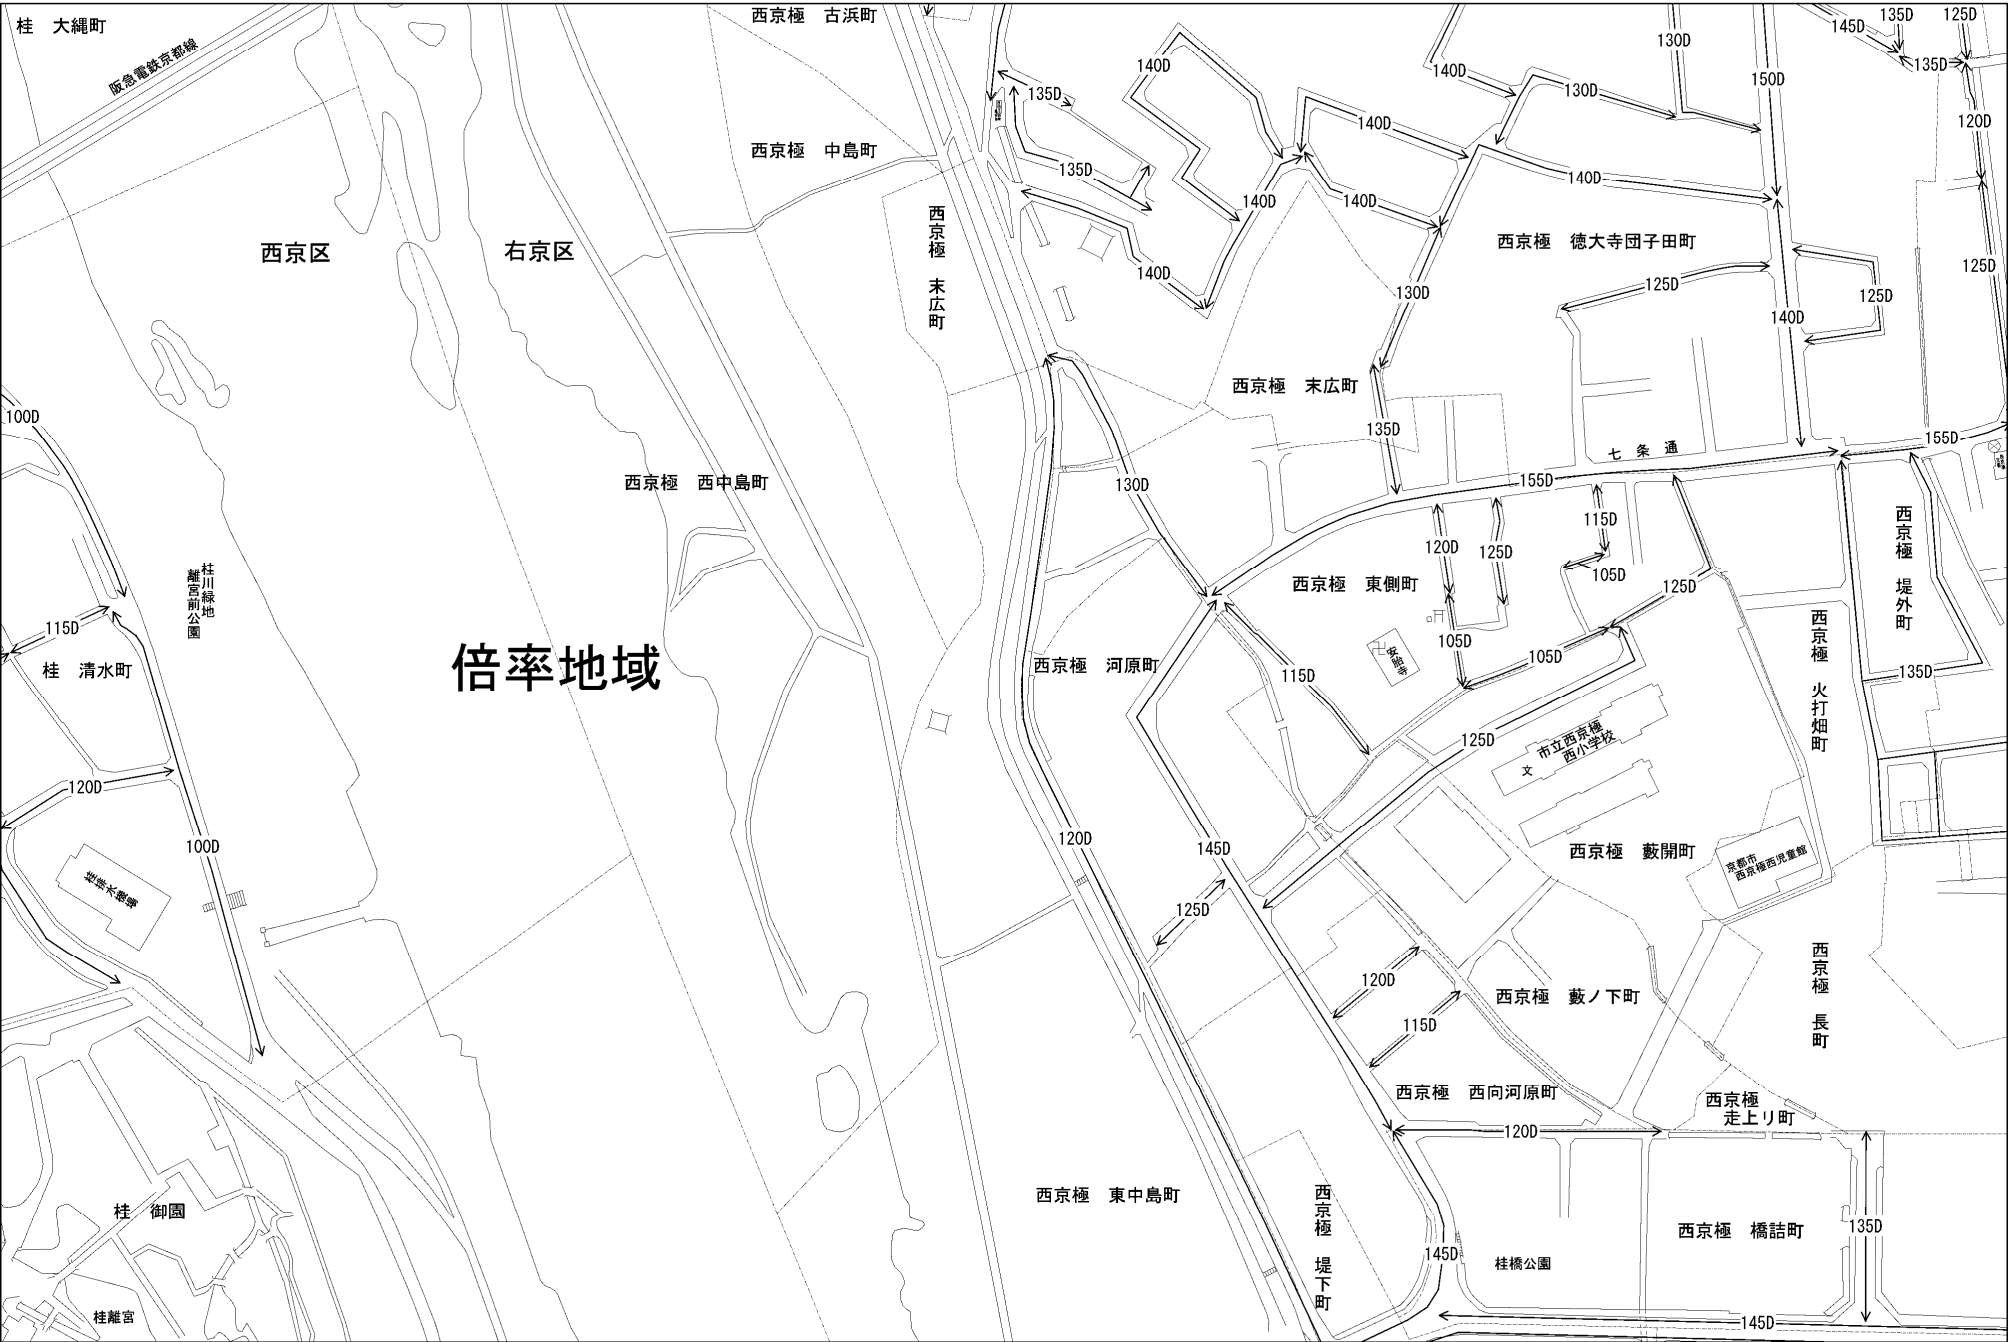 桂　大縄町
阪急電鉄京都線
西京極　古浜町
西京極　中島町
西京極　末広町
西京区
右京区
倍率地域
西京極　西中島町
桂川緑地
離宮前公園
桂　清水町
桂排水機場
桂　御園
桂離宮
西京極　河原町
西京極　東中島町
西京極　堤下町
西京極　末広町
西京極　徳大寺団子田町
七条通
西京極　東側町
安胎寺
市立西京極
西小学校
文
西京極　藪開町
京都市
西京極西児童館
西京極　堤外町
西京極　火打畑町
西京極　長町
西京極　藪ノ下町
西京極　西向河原町
西京極
走上リ町
西京極　橋詰町
桂橋公園
100D
115D
120D
100D
135D
135D
140D
140D
140D
140D
140D
140D
130D
130D
150D
145D
135D
125D
135D
120D
140D
125D
125D
125D
140D
130D
135D
155D
155D
130D
120D
125D
115D
105D
125D
105D
105D
115D
125D
135D
120D
145D
125D
120D
115D
120D
145D
135D
145D